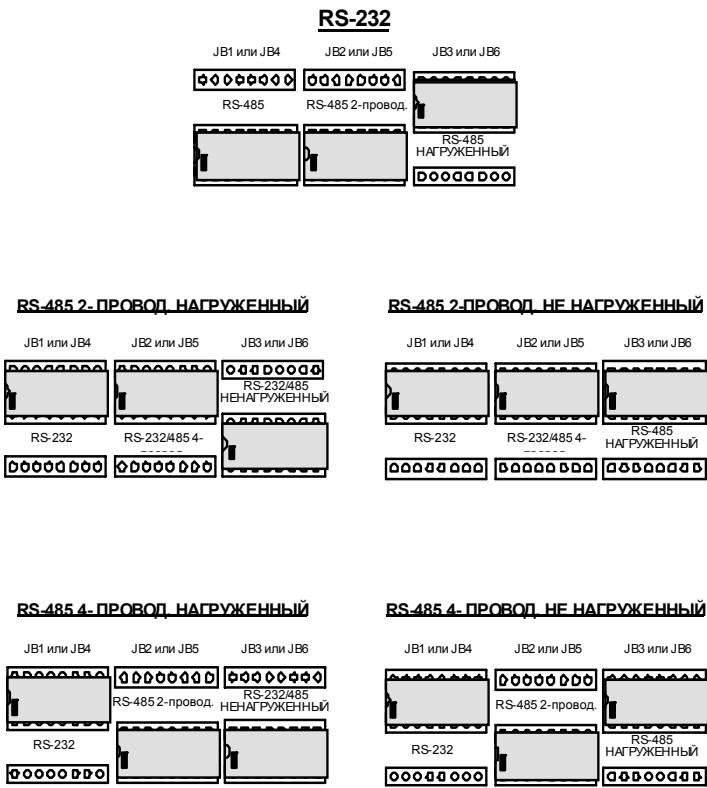 RS-232
JB1 или JB4 JB2 или JB5 JB3 или JB6
RS-485 RS-485 2-провод.
RS-485
НАГРУЖЕННЫЙ
RS-485 2- ПРОВОД. НАГРУЖЕННЫЙ RS-485 2-ПРОВОД. НЕ НАГРУЖЕННЫЙ
JB1 или JB4 JB2 или JB5 JB3 или JB6 JB1 или JB4 JB2 или JB5 JB3 или JB6
RS-232/485
НЕНАГРУЖЕННЫЙ
RS-232 RS-232/485 4- RS-232 RS-232/485 4- RS-485
НАГРУЖЕННЫЙ
RS-485 4- ПРОВОД. НАГРУЖЕННЫЙ RS-485 4- ПРОВОД. НЕ НАГРУЖЕННЫЙ
JB1 или JB4 JB2 или JB5 JB3 или JB6 JB1 или JB4 JB2 или JB5 JB3 или JB6
RS-485 2-провод. RS-232/485 RS-485 2-провод.
НЕНАГРУЖЕННЫЙ
RS-232 RS-232 RS-485
НАГРУЖЕННЫЙ